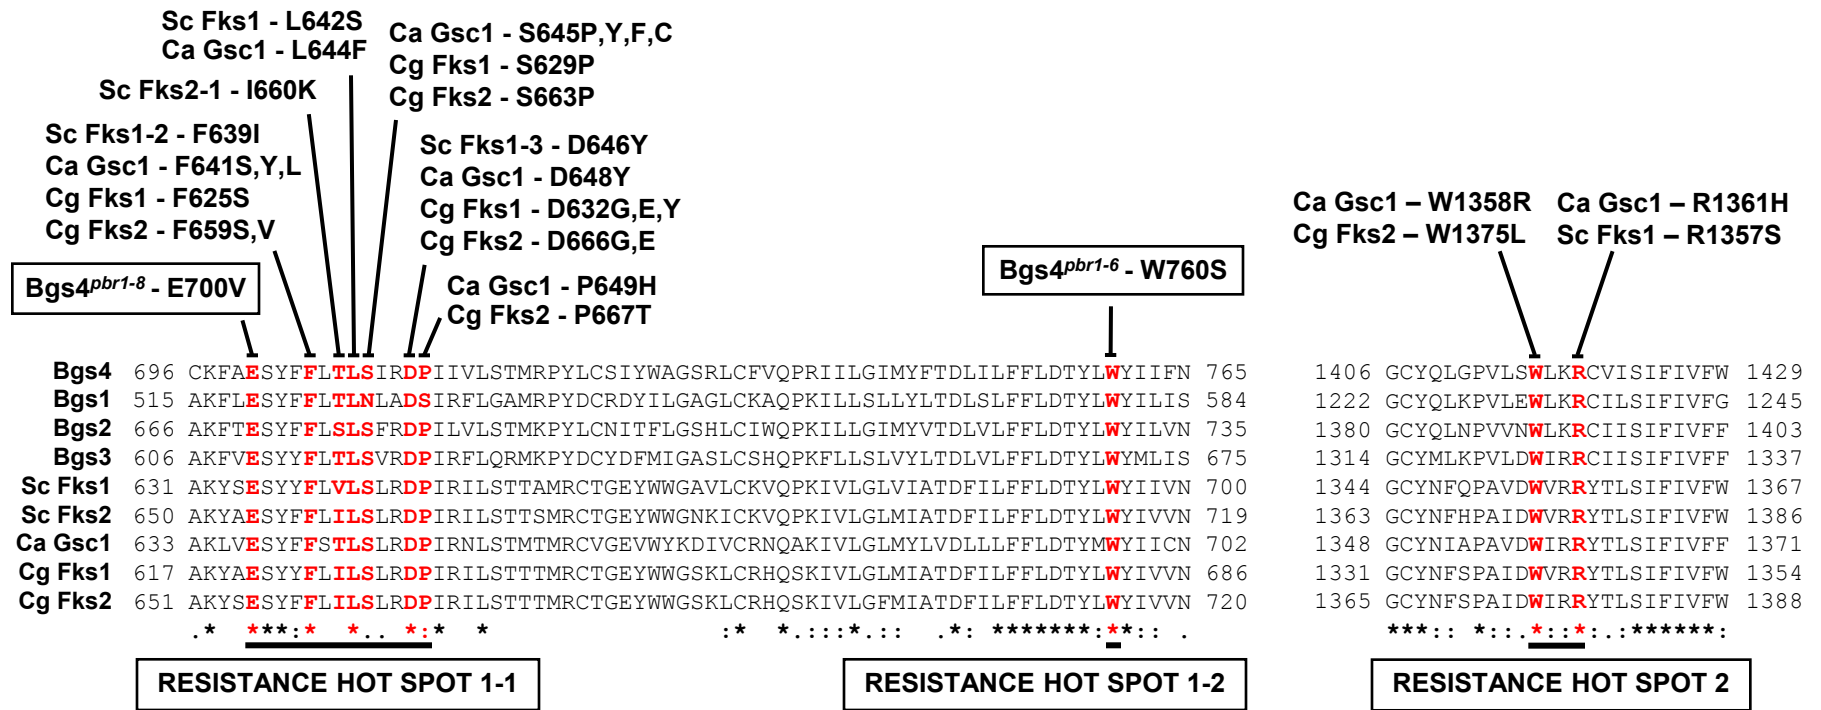 Sc Fks1 - L642S
Ca Gsc1 - L644F
Ca Gsc1 - S645P,Y,F,C
Cg Fks1 - S629P
Cg Fks2 - S663P
Sc Fks2-1 - I660K
Sc Fks1-2 - F639I
Ca Gsc1 - F641S,Y,L
Cg Fks1 - F625S
Cg Fks2 - F659S,V
Sc Fks1-3 - D646Y
Ca Gsc1 - D648Y
Cg Fks1 - D632G,E,Y
Cg Fks2 - D666G,E
Ca Gsc1 – W1358R
Cg Fks2 – W1375L
Ca Gsc1 – R1361H
Sc Fks1 – R1357S
Bgs4pbr1-8 - E700V
Ca Gsc1 - P649H
Cg Fks2 - P667T
Bgs4pbr1-6 - W760S
Bgs4 696 CKFAESYFFLTLSIRDPIIVLSTMRPYLCSIYWAGSRLCFVQPRIILGIMYFTDLILFFLDTYLWYIIFN 765 1406 GCYQLGPVLSWLKRCVISIFIVFW 1429
Bgs1 515 AKFLESYFFLTLNLADSIRFLGAMRPYDCRDYILGAGLCKAQPKILLSLLYLTDLSLFFLDTYLWYILIS 584 1222 GCYQLKPVLEWLKRCILSIFIVFG 1245
Bgs2 666 AKFTESYFFLSLSFRDPILVLSTMKPYLCNITFLGSHLCIWQPKILLGIMYVTDLVLFFLDTYLWYILVN 735 1380 GCYQLNPVVNWLKRCIISIFIVFF 1403
Bgs3 606 AKFVESYYFLTLSVRDPIRFLQRMKPYDCYDFMIGASLCSHQPKFLLSLVYLTDLVLFFLDTYLWYMLIS 675 1314 GCYMLKPVLDWIRRCIISIFIVFF 1337
Sc Fks1 631 AKYSESYYFLVLSLRDPIRILSTTAMRCTGEYWWGAVLCKVQPKIVLGLVIATDFILFFLDTYLWYIIVN 700 1344 GCYNFQPAVDWVRRYTLSIFIVFW 1367
Sc Fks2 650 AKYAESYFFLILSLRDPIRILSTTSMRCTGEYWWGNKICKVQPKIVLGLMIATDFILFFLDTYLWYIVVN 719 1363 GCYNFHPAIDWVRRYTLSIFIVFW 1386
Ca Gsc1 633 AKLVESYFFSTLSLRDPIRNLSTMTMRCVGEVWYKDIVCRNQAKIVLGLMYLVDLLLFFLDTYMWYIICN 702 1348 GCYNIAPAVDWIRRYTLSIFIVFF 1371
Cg Fks1 617 AKYAESYYFLILSLRDPIRILSTTTMRCTGEYWWGSKLCRHQSKIVLGLMIATDFILFFLDTYLWYIVVN 686 1331 GCYNFSPAIDWVRRYTLSIFIVFW 1354
Cg Fks2 651 AKYSESYFFLILSLRDPIRILSTTTMRCTGEYWWGSKLCRHQSKIVLGFMIATDFILFFLDTYLWYIVVN 720 1365 GCYNFSPAIDWIRRYTLSIFIVFW 1388
.* ***:* *.. *:* * :* *.:::*.:: .*: *******:**:: . ***:: *::.*::*:.:******:
RESISTANCE HOT SPOT 1-1
RESISTANCE HOT SPOT 1-2
RESISTANCE HOT SPOT 2